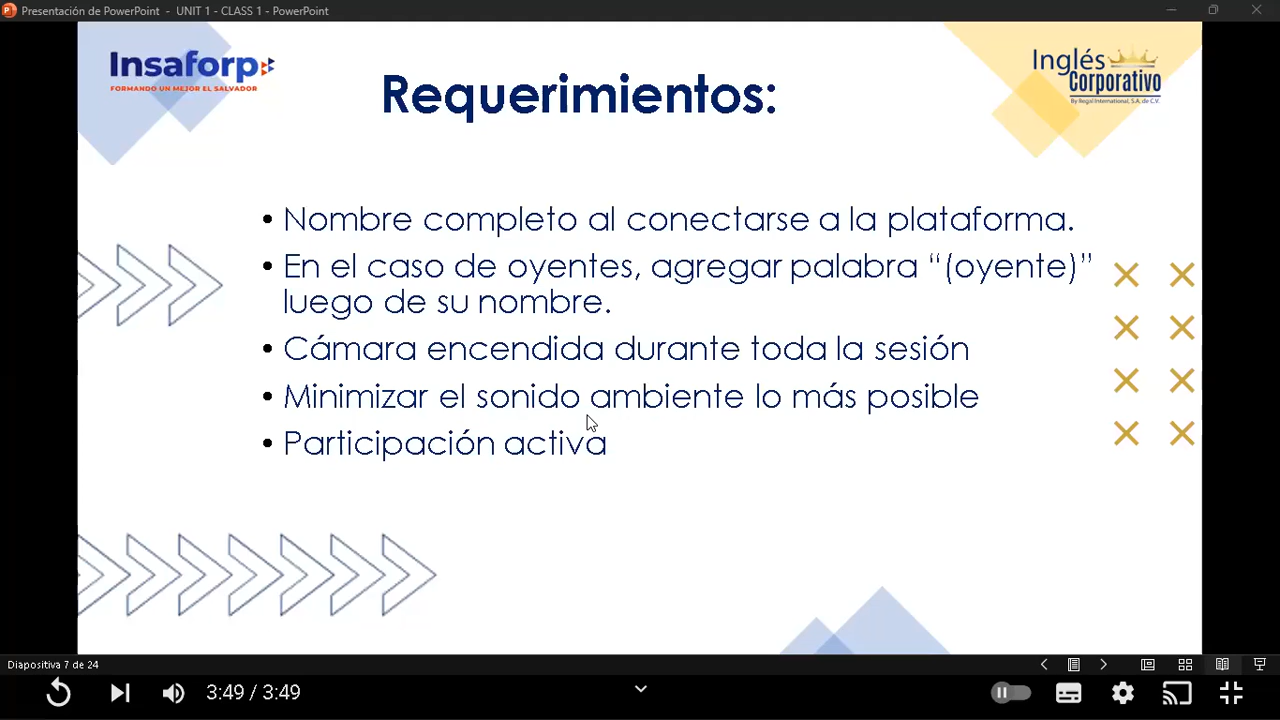 Presentación de PowerPoint - UNIT 1 - CLASS 1 - PowerPoint
Insaforp
FORMANDO UN MEJOR EL SALVADOR
Inglés
Corporativo
By Regal International, S.A. de C.V.
Requerimientos:
• Nombre completo al conectarse a la plataforma.
• En el caso de oyentes, agregar palabra “(oyente)”
luego de su nombre.
• Cámara encendida durante toda la sesión
• Minimizar el sonido ambiente lo más posible
• Participación activa
Diapositiva 7 de 24
3:49 / 3:49